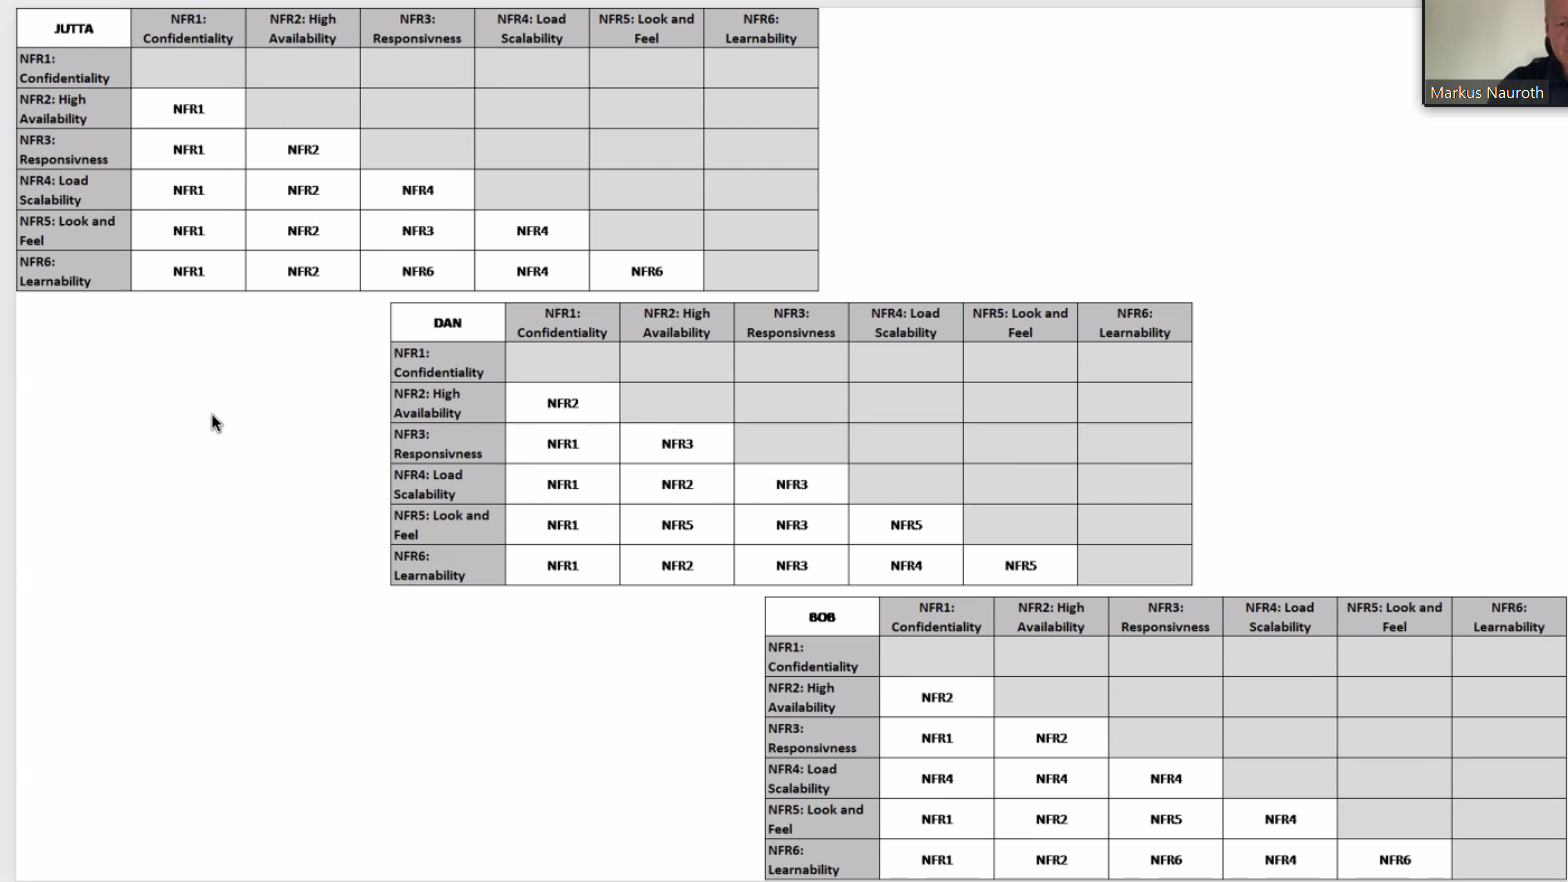 JUTTA
NFR1:
Confidentiality
NFR2: High
Availability
NFR3:
Responsivness
NFR4: Load
Scalability
NFR5: Look and
Feel
NFR6:
Learnability
NFR1:
Confidentiality
NFR2: High
Availability
NFR1
NFR3:
Responsivness
NFR1 NFR2
NFR4: Load
Scalability
NFR1 NFR2 NFR4
NFR5: Look and
Feel
NFR1 NFR2 NFR3 NFR4
NFR6:
Learnability
NFR1 NFR2 NFR6 NFR4 NFR6
Markus Nauroth
DAN
NFR1:
Confidentiality
NFR2: High
Availability
NFR3:
Responsivness
NFR4: Load
Scalability
NFR5: Look and
Feel
NFR6:
Learnability
NFR1:
Confidentiality
NFR2: High
Availability
NFR2
NFR3:
Responsivness
NFR1 NFR3
NFR4: Load
Scalability
NFR1 NFR2 NFR3
NFR5: Look and
Feel
NFR1 NFR5 NFR3 NFR5
NFR6:
Learnability
NFR1 NFR2 NFR3 NFR4 NFR5
BOB
NFR1:
Confidentiality
NFR2: High
Availability
NFR3:
Responsivness
NFR4: Load
Scalability
NFR5: Look and
Feel
NFR6:
Learnability
NFR1:
Confidentiality
NFR2: High
Availability
NFR2
NFR3:
Responsivness
NFR1 NFR2
NFR4: Load
Scalability
NFR4 NFR4 NFR4
NFR5: Look and
Feel
NFR1 NFR2 NFR5 NFR4
NFR6:
Learnability
NFR1 NFR2 NFR6 NFR4 NFR6